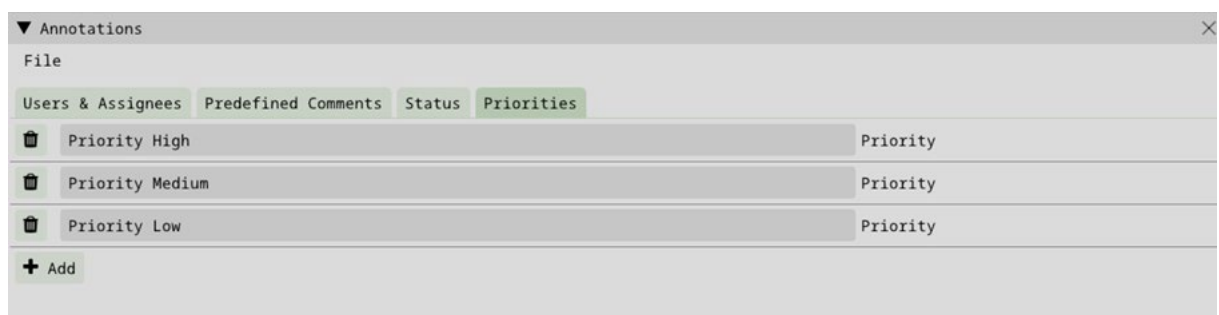 Annotations
File
Users & Assignees Predefined Comments Status Priorities
Priority High Priority
Priority Medium Priority
Priority Low Priority
Add